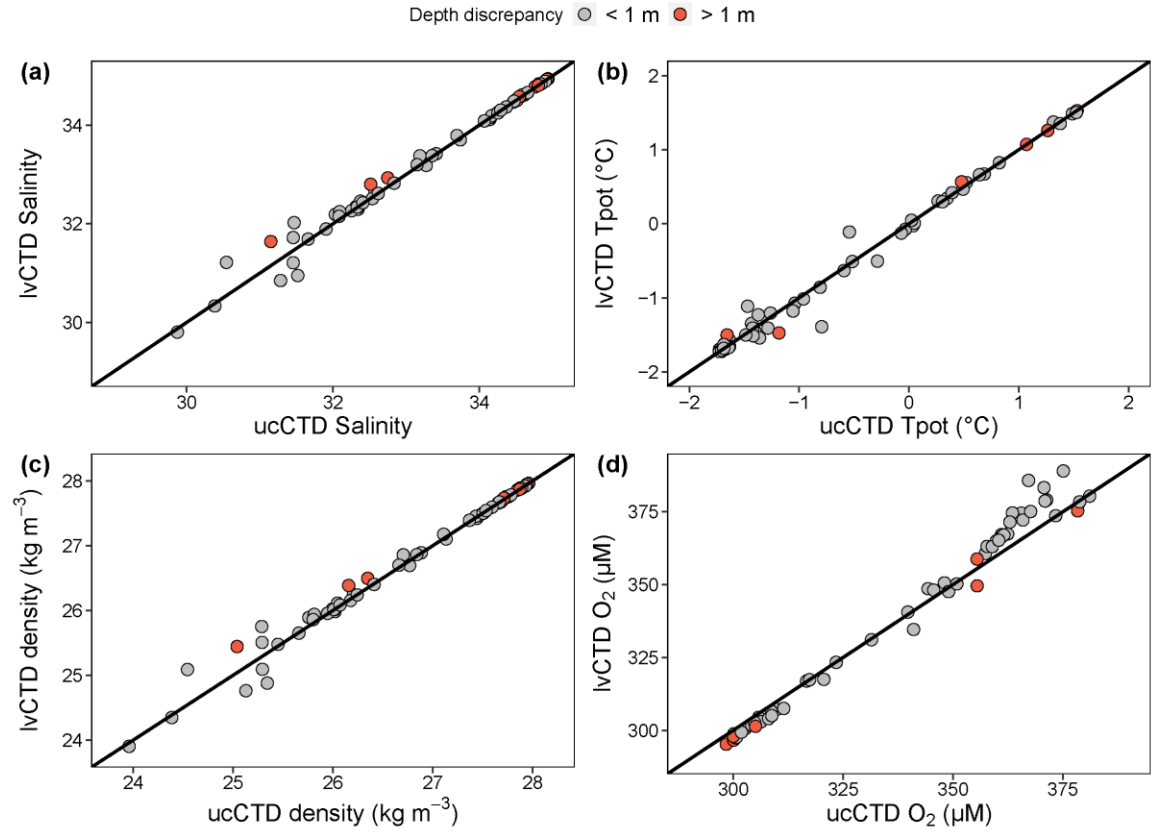 Depth discrepancy < 1 m > 1 m
(a)
lvCTD Salinity
34
32
30
30 32 34
ucCTD Salinity
(b)
lvCTD Tpot (°C)
2
1
0
−1
−2
−2 −1 0 1 2
ucCTD Tpot (°C)
(c)
lvCTD density (kg m⁻³)
28
27
26
25
24
24 25 26 27 28
ucCTD density (kg m⁻³)
(d)
lvCTD O₂ (µM)
375
350
325
300
300 325 350 375
ucCTD O₂ (µM)